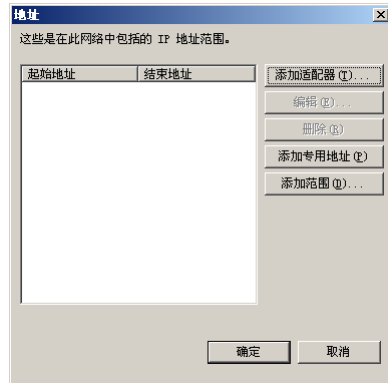 地址
这些是在此网络中包括的 IP 地址范围。
起始地址 结束地址
添加适配器(T)...
编辑(E)...
删除(R)
添加专用地址(P)
添加范围(D)...
确定 取消